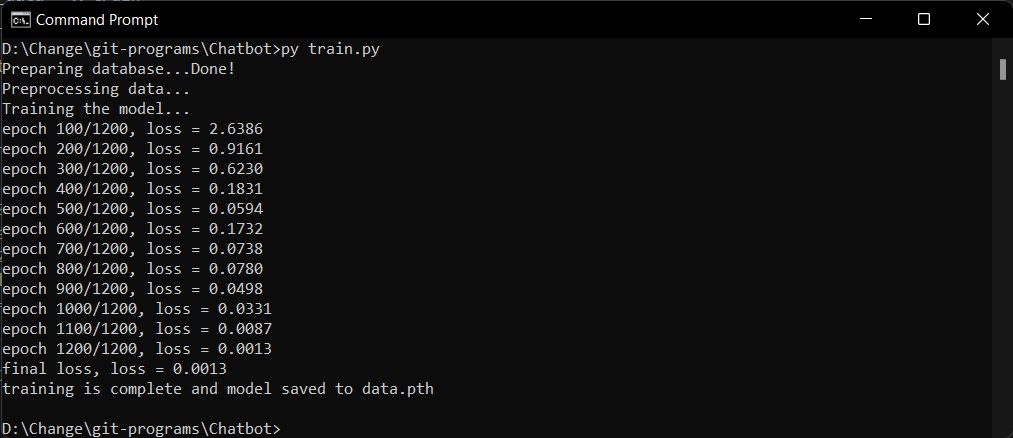 Command Prompt
D:\Change\git-programs\Chatbot>py train.py
Preparing database...Done!
Preprocessing data...
Training the model...
epoch 100/1200, loss = 2.6386
epoch 200/1200, loss = 0.9161
epoch 300/1200, loss = 0.6230
epoch 400/1200, loss = 0.1831
epoch 500/1200, loss = 0.0594
epoch 600/1200, loss = 0.1732
epoch 700/1200, loss = 0.0738
epoch 800/1200, loss = 0.0780
epoch 900/1200, loss = 0.0498
epoch 1000/1200, loss = 0.0331
epoch 1100/1200, loss = 0.0087
epoch 1200/1200, loss = 0.0013
final loss, loss = 0.0013
training is complete and model saved to data.pth
D:\Change\git-programs\Chatbot>